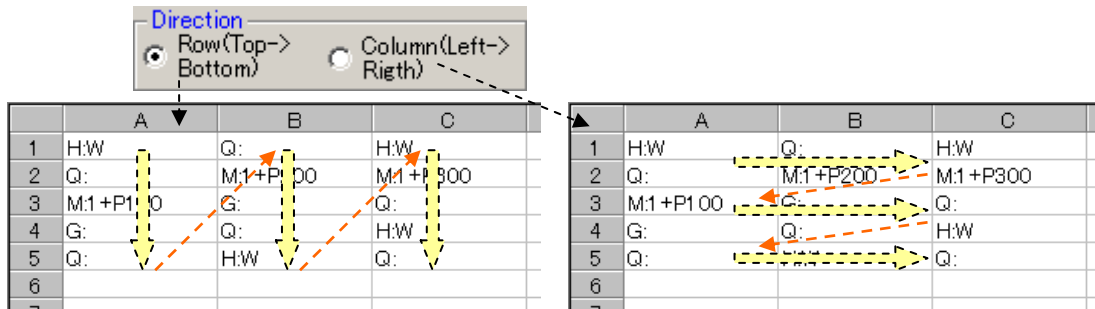 Direction
Row(Top->
Bottom)
Column(Left->
Rigth)
A B C
1 H:W Q: H:W
2 Q: M:1+P200 M:1+P300
3 M:1+P100 G: Q:
4 G: Q: H:W
5 Q: H:W Q:
6
A B C
1 H:W Q: H:W
2 Q: M:1+P200 M:1+P300
3 M:1+P100 G: Q:
4 G: Q: H:W
5 Q: Q:
6